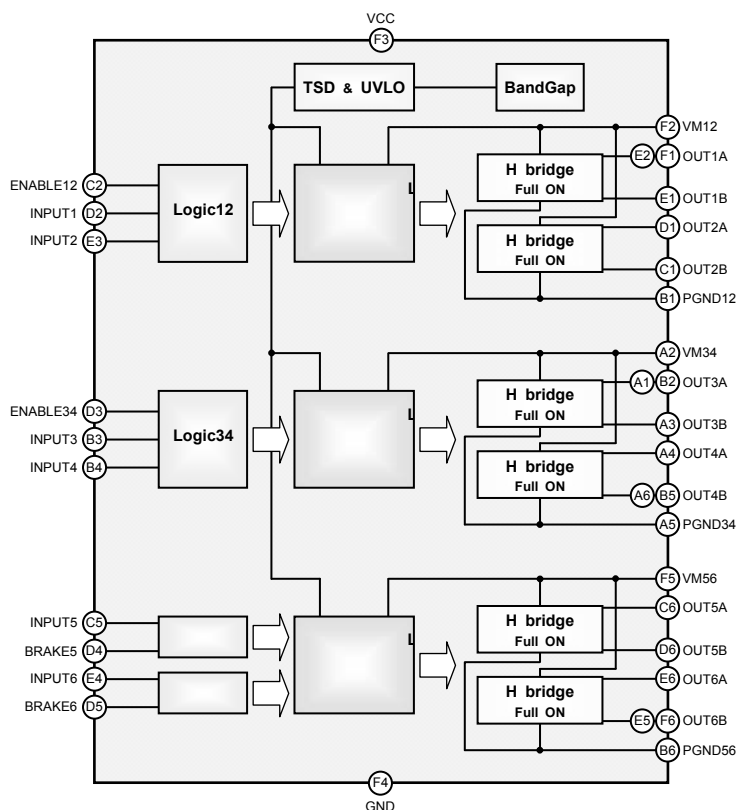 VCC
F3
TSD & UVLO
BandGap
F2 VM12
E2 F1 OUT1A
H bridge
Full ON
ENABLE12 C2
INPUT1 D2
INPUT2 E3
Logic12
L
E1 OUT1B
D1 OUT2A
H bridge
Full ON
C1 OUT2B
B1 PGND12
A2 VM34
A1 B2 OUT3A
H bridge
Full ON
ENABLE34 D3
INPUT3 B3
INPUT4 B4
Logic34
L
A3 OUT3B
A4 OUT4A
H bridge
Full ON
A6 B5 OUT4B
A5 PGND34
F5 VM56
C6 OUT5A
H bridge
Full ON
INPUT5 C5
BRAKE5 D4
INPUT6 E4
BRAKE6 D5
L
D6 OUT5B
E6 OUT6A
H bridge
Full ON
E5 F6 OUT6B
B6 PGND56
F4
GND